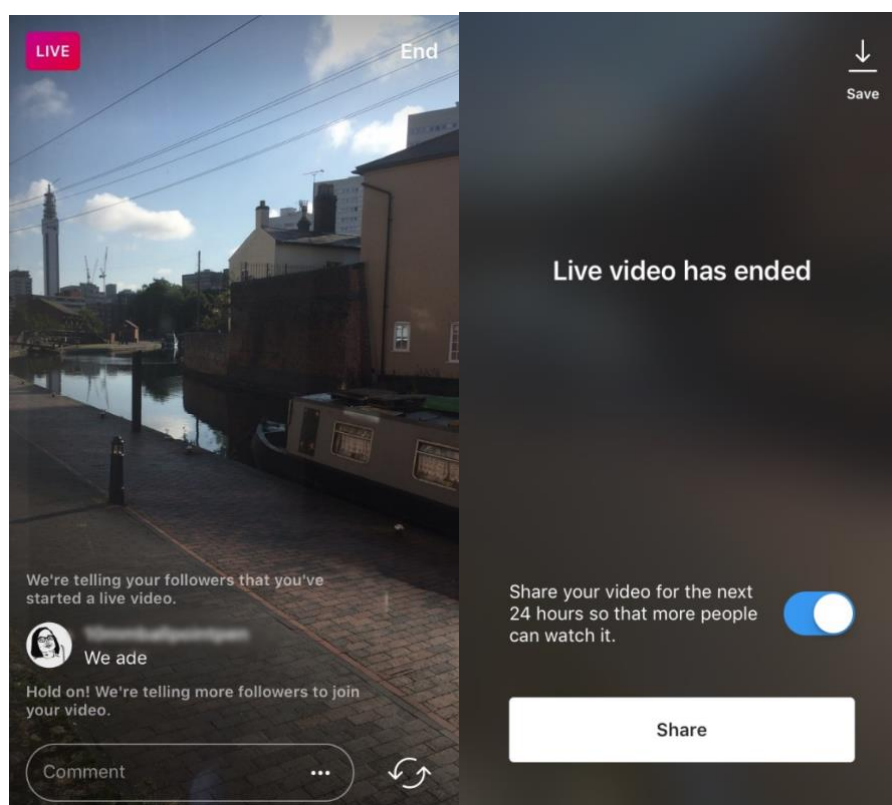 LIVE
End
We're telling your followers that you've
started a live video.
We ade
Hold on! We're telling more followers to join
your video.
Comment
Save
Live video has ended
Share your video for the next
24 hours so that more people
can watch it.
Share